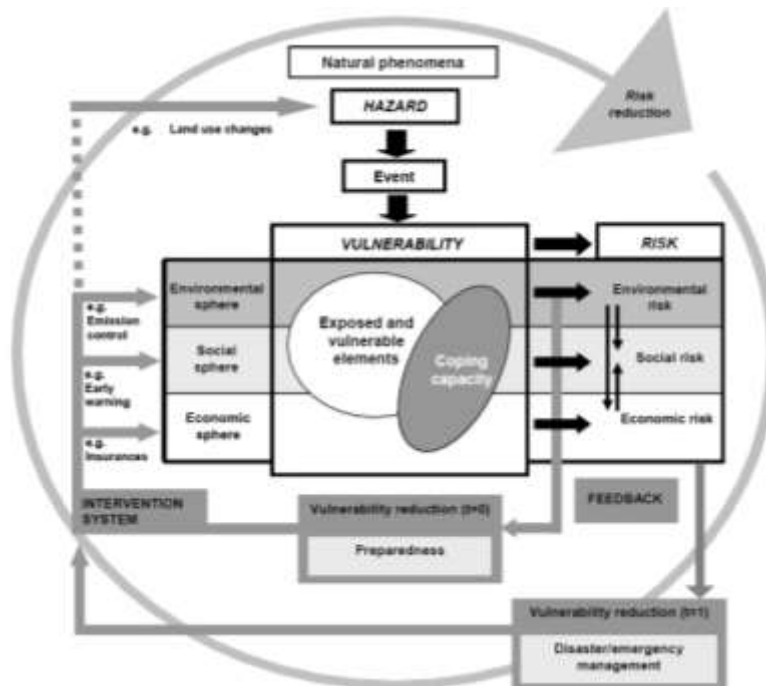 Natural phenomena
HAZARD
Risk
reduction
e.g. Land use changes
Event
VULNERABILITY
RISK
Environmental
sphere
Environmental
risk
e.g.
Emission
control
Exposed and
vulnerable
elements
Social
sphere
Coping
capacity
Social risk
e.g.
Early
warning
Economic
sphere
Economic risk
e.g.
Insurances
INTERVENTION
SYSTEM
Vulnerability reduction (t=0)
Preparedness
FEEDBACK
Vulnerability reduction (t=1)
Disaster/emergency
management